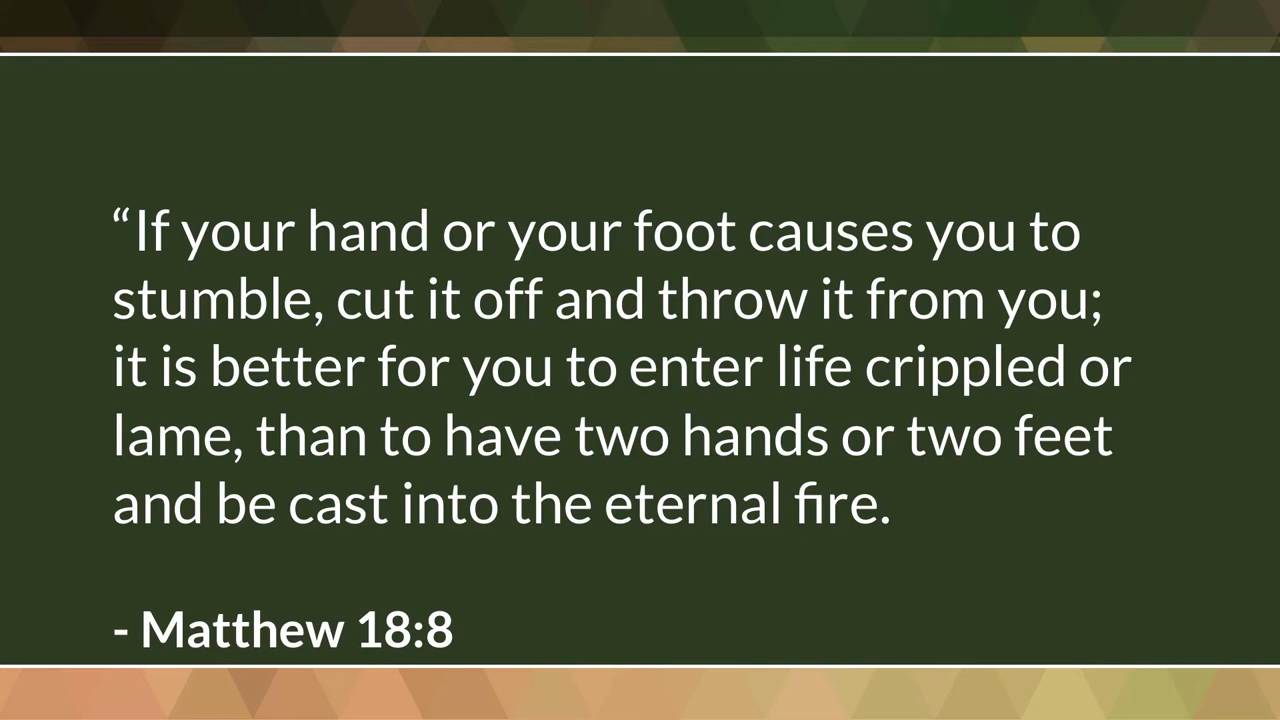 “If your hand or your foot causes you to
stumble, cut it off and throw it from you;
it is better for you to enter life crippled or
lame, than to have two hands or two feet
and be cast into the eternal fire.
- Matthew 18:8